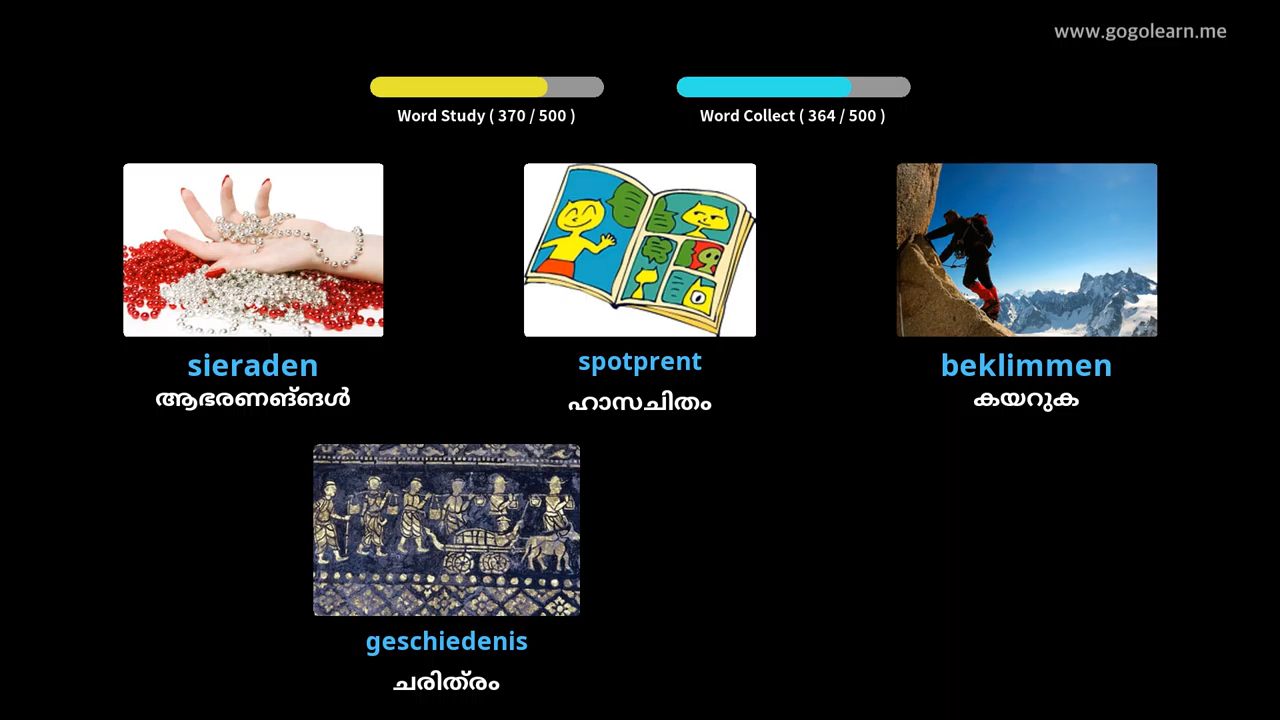 www.gogolearn.me
Word Study ( 370 / 500 )
Word Collect ( 364 / 500 )
sieraden
ആഭരണങ്ങൾ
spotprent
ഹാസചിതം
beklimmen
കയറുക
geschiedenis
ചരിത്രം